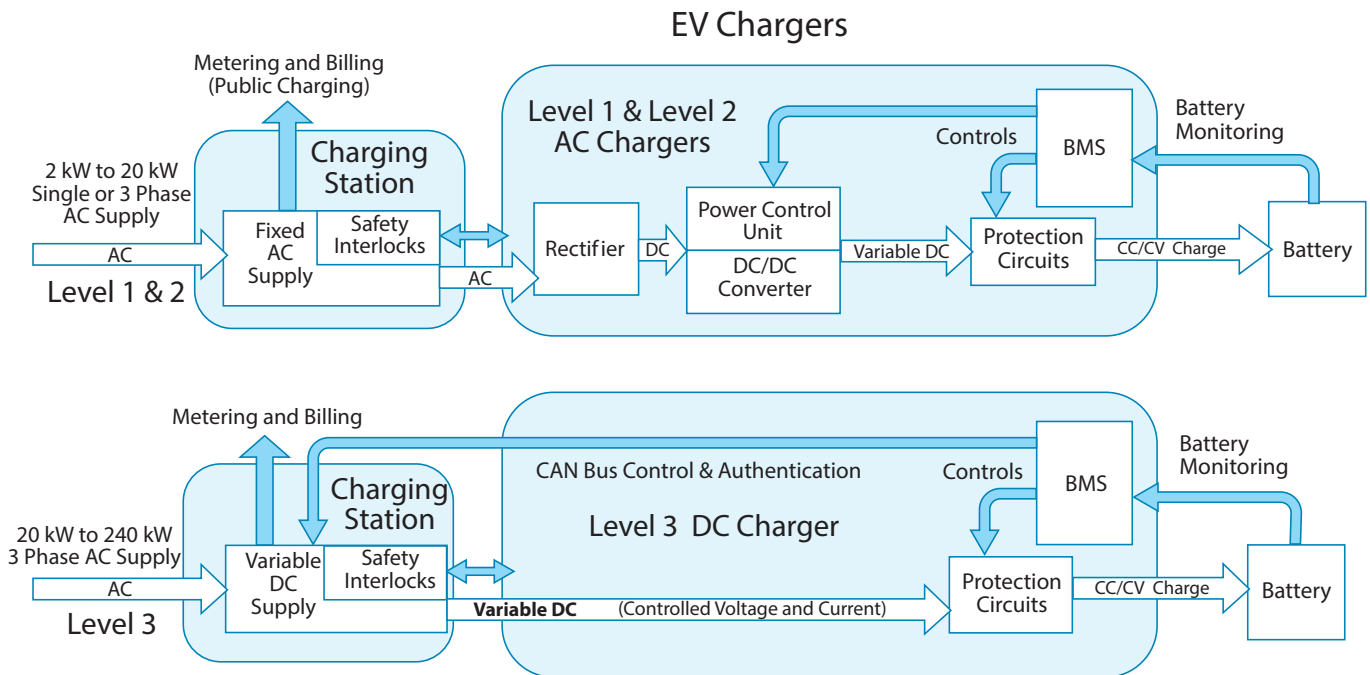 EV Chargers
Metering and Billing
(Public Charging)
2 kW to 20 kW
Single or 3 Phase
AC Supply
AC
Level 1 & 2
Charging
Station
Fixed
AC
Supply
Safety
Interlocks
AC
Level 1 & Level 2
AC Chargers
Rectifier
DC
Power Control
Unit
DC/DC
Converter
Variable DC
Controls
BMS
Protection
Circuits
Battery
Monitoring
CC/CV Charge
Battery
Metering and Billing
20 kW to 240 kW
3 Phase AC Supply
AC
Level 3
Charging
Station
Variable
DC
Supply
Safety
Interlocks
CAN Bus Control & Authentication
Level 3 DC Charger
Variable DC (Controlled Voltage and Current)
Controls
BMS
Protection
Circuits
Battery
Monitoring
CC/CV Charge
Battery